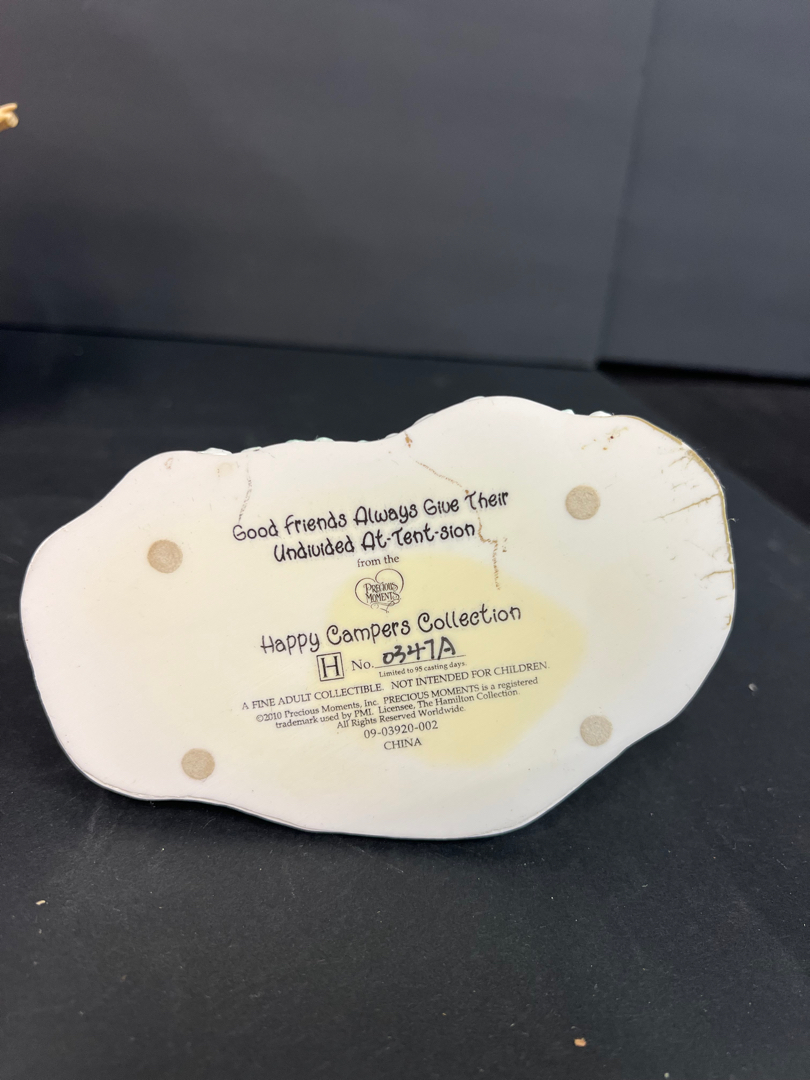 Good Friends Always Give Their
Undivided At-Tent-sion
from the
PRECIOUS
MOMENTS
Happy Campers Collection
H No. 0347A
Limited to 95 casting days.
A FINE ADULT COLLECTIBLE. NOT INTENDED FOR CHILDREN.
©2010 Precious Moments, Inc. PRECIOUS MOMENTS is a registered
trademark used by PMI. Licensee, The Hamilton Collection.
All Rights Reserved Worldwide.
09-03920-002
CHINA